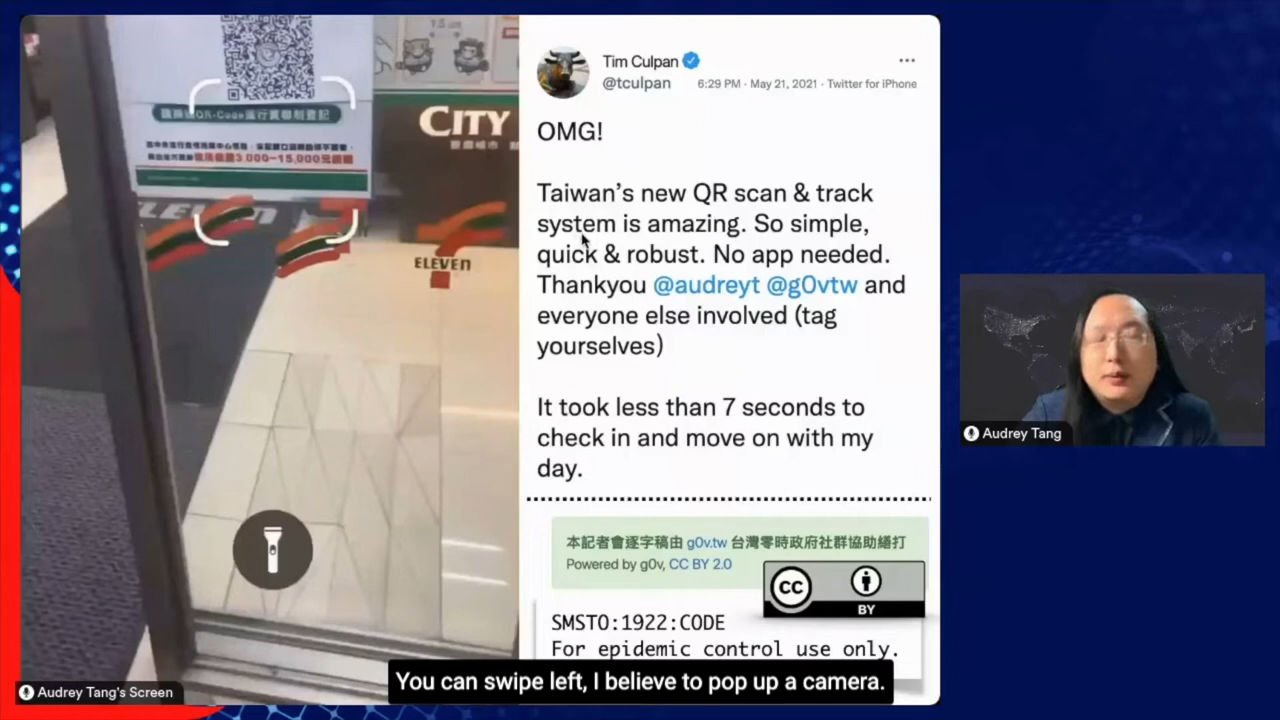 CITY
ELEVEN
ELEVEN
Tim Culpan
@tculpan
6:29 PM · May 21, 2021 · Twitter for iPhone
OMG!
Taiwan's new QR scan & track
system is amazing. So simple,
quick & robust. No app needed.
Thankyou @audreyt @g0vtw and
everyone else involved (tag
yourselves)
It took less than 7 seconds to
check in and move on with my
day.
本記者會逐字稿由 g0v.tw 台灣零時政府社群協助繕打
Powered by g0v, CC BY 2.0
CC
BY
SMSTO:1922:CODE
For epidemic control use only.
Audrey Tang
Audrey Tang's Screen
You can swipe left, I believe to pop up a camera.